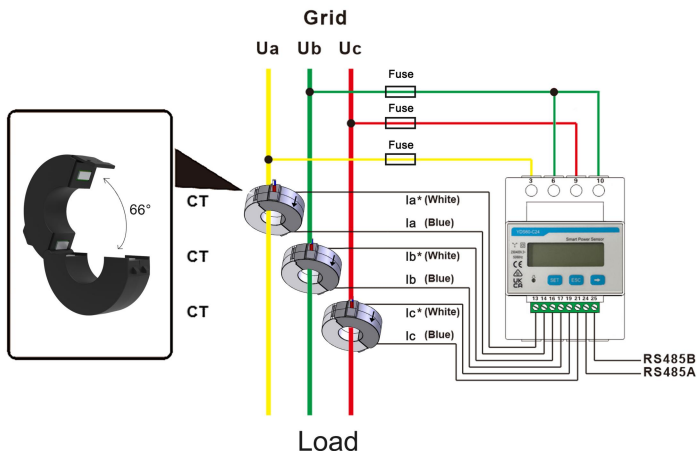 Grid
Ua Ub Uc
Fuse
Fuse
Fuse
3 6 9 10
66°
CT
Ia* (White)
Ia (Blue)
Smart Power Sensor
CT
Ib* (White)
Ib (Blue)
SET ESC
CE
CT
Ic* (White)
Ic (Blue)
13 14 16 17 19 21 24 25
RS485B
RS485A
Load